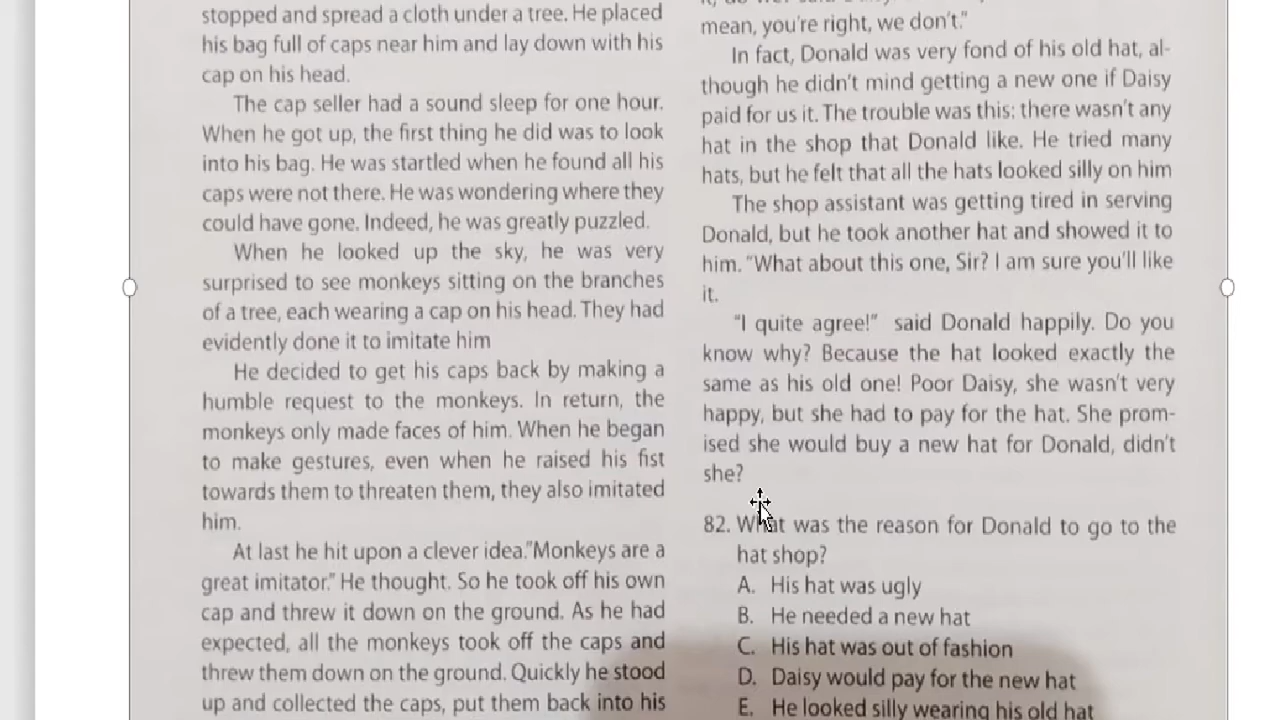 stopped and spread a cloth under a tree. He placed
his bag full of caps near him and lay down with his
cap on his head.
The cap seller had a sound sleep for one hour.
When he got up, the first thing he did was to look
into his bag. He was startled when he found all his
caps were not there. He was wondering where they
could have gone. Indeed, he was greatly puzzled.
When he looked up the sky, he was very
surprised to see monkeys sitting on the branches
of a tree, each wearing a cap on his head. They had
evidently done it to imitate him
He decided to get his caps back by making a
humble request to the monkeys. In return, the
monkeys only made faces of him. When he began
to make gestures, even when he raised his fist
towards them to threaten them, they also imitated
him.
At last he hit upon a clever idea."Monkeys are a
great imitator." He thought. So he took off his own
cap and threw it down on the ground. As he had
expected, all the monkeys took off the caps and
threw them down on the ground. Quickly he stood
up and collected the caps, put them back into his
mean, you're right, we don't."
In fact, Donald was very fond of his old hat, al-
though he didn't mind getting a new one if Daisy
paid for us it. The trouble was this: there wasn't any
hat in the shop that Donald like. He tried many
hats, but he felt that all the hats looked silly on him
The shop assistant was getting tired in serving
Donald, but he took another hat and showed it to
him. "What about this one, Sir? I am sure you'll like
it.
"I quite agree!" said Donald happily. Do you
know why? Because the hat looked exactly the
same as his old one! Poor Daisy, she wasn't very
happy, but she had to pay for the hat. She prom-
ised she would buy a new hat for Donald, didn't
she?
82. What was the reason for Donald to go to the
hat shop?
A. His hat was ugly
B. He needed a new hat
C. His hat was out of fashion
D. Daisy would pay for the new hat
E. He looked silly wearing his old hat